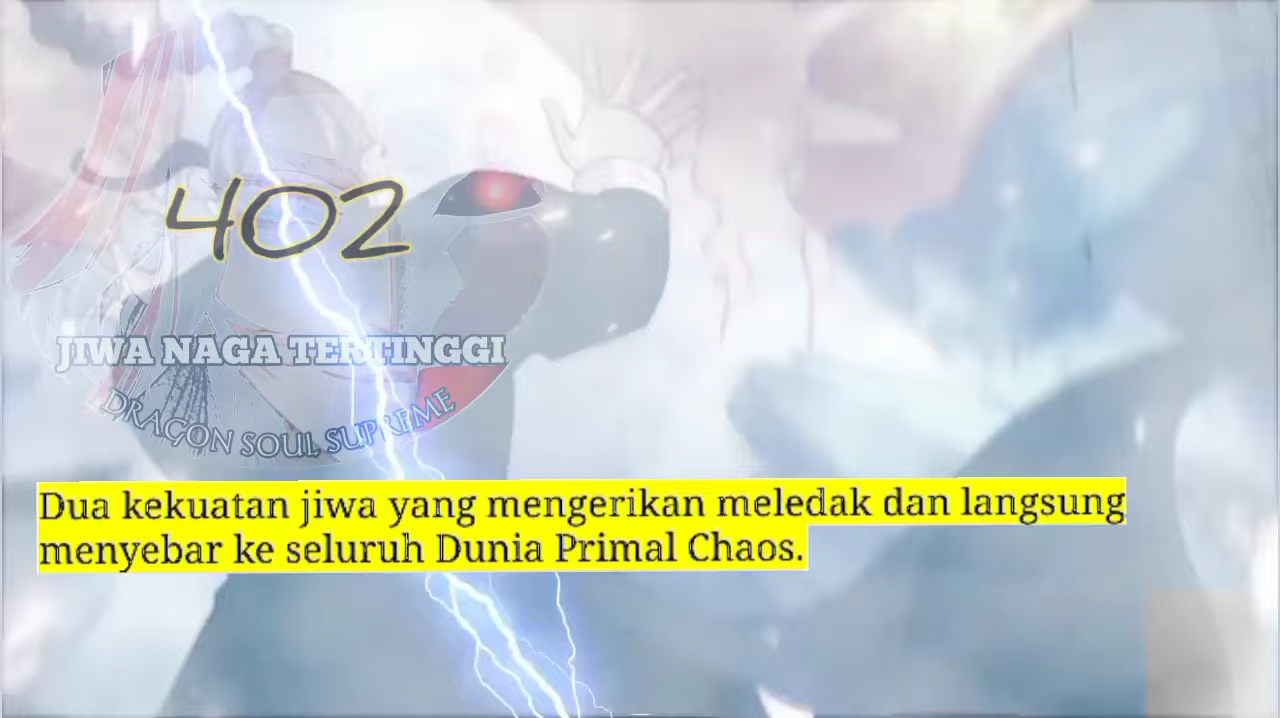 402
JIWA NAGA TERTINGGI
DRAGON SOUL SUPREME
Dua kekuatan jiwa yang mengerikan meledak dan langsung
menyebar ke seluruh Dunia Primal Chaos.